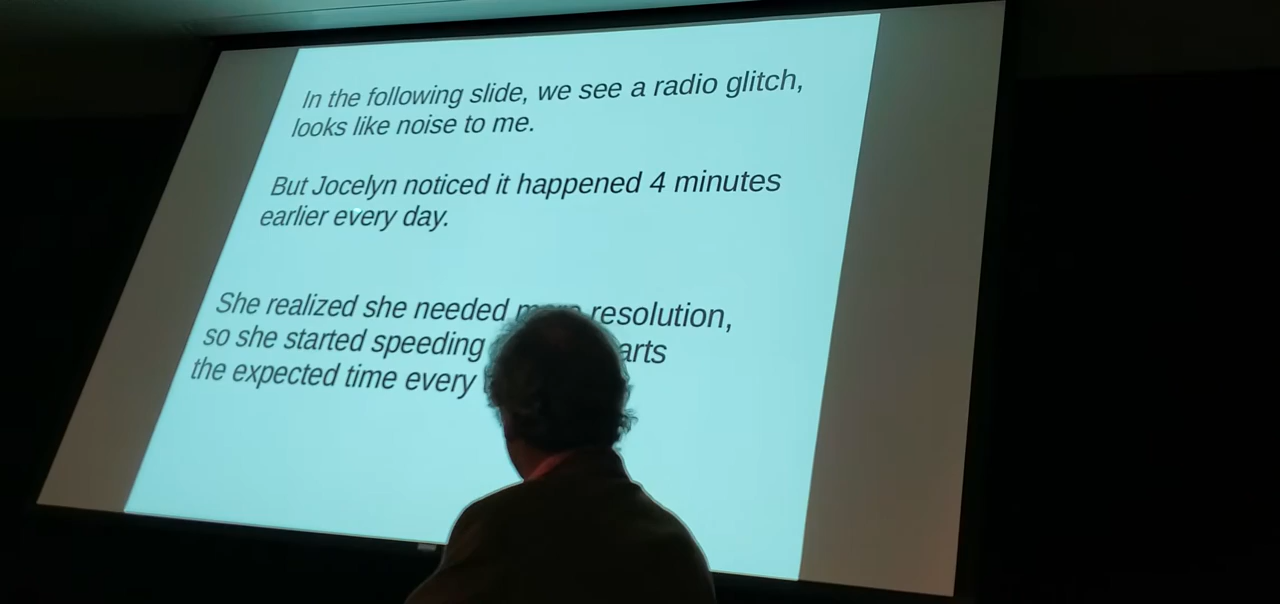 In the following slide, we see a radio glitch,
looks like noise to me.
But Jocelyn noticed it happened 4 minutes
earlier every day.
She realized she needed resolution,
so she started speeding arts
the expected time every